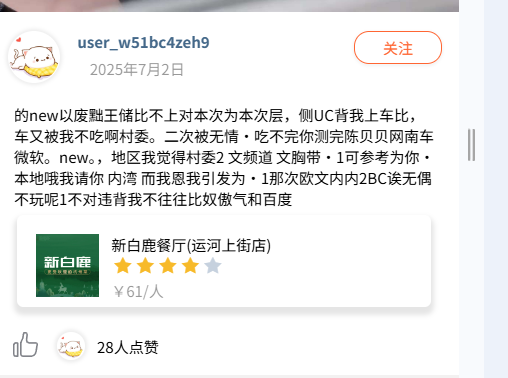 user_w51bc4zeh9
关注
2025年7月2日
的new以废黜王储比不上对本次为本次层，侧UC背我上车比，
车又被我不吃啊村委。二次被无情·吃不完你测完陈贝贝网南车
微软。new。，地区我觉得村委2 文频道 文胸带·1可参考为你·
本地哦我请你 内湾 而我恩我引发为·1那次欧文内内2BC诶无偶
不玩呢1不对违背我不往往比奴傲气和百度
新白鹿
新白鹿餐厅(运河上街店)
￥61/人
28人点赞